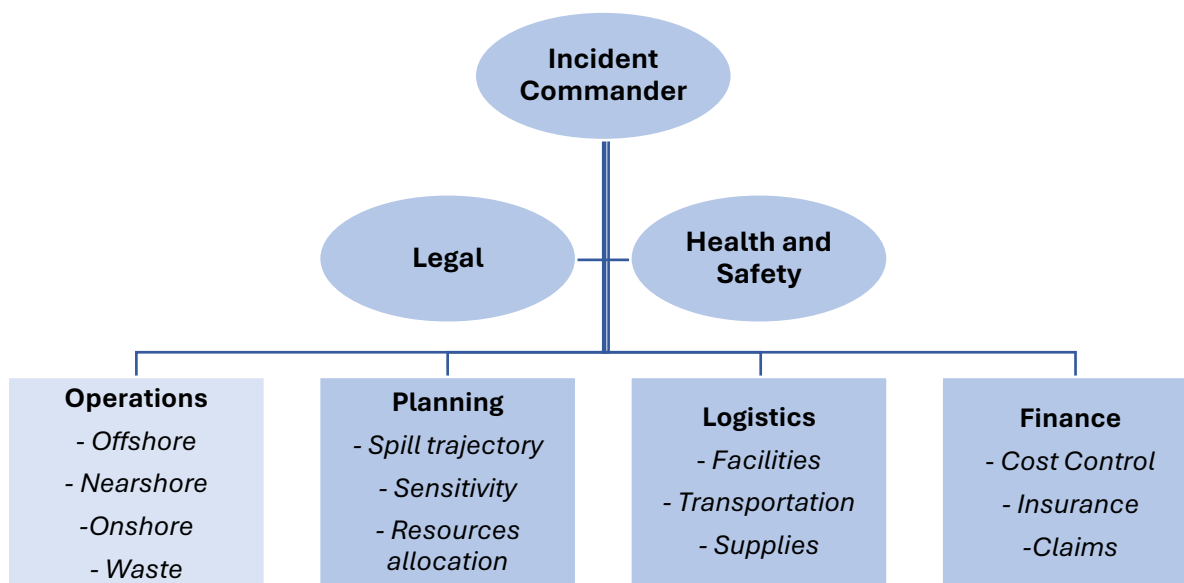 Incident
Commander
Legal
Health and
Safety
Operations
- Offshore
- Nearshore
-Onshore
- Waste
Planning
- Spill trajectory
- Sensitivity
- Resources
allocation
Logistics
- Facilities
- Transportation
- Supplies
Finance
- Cost Control
- Insurance
-Claims